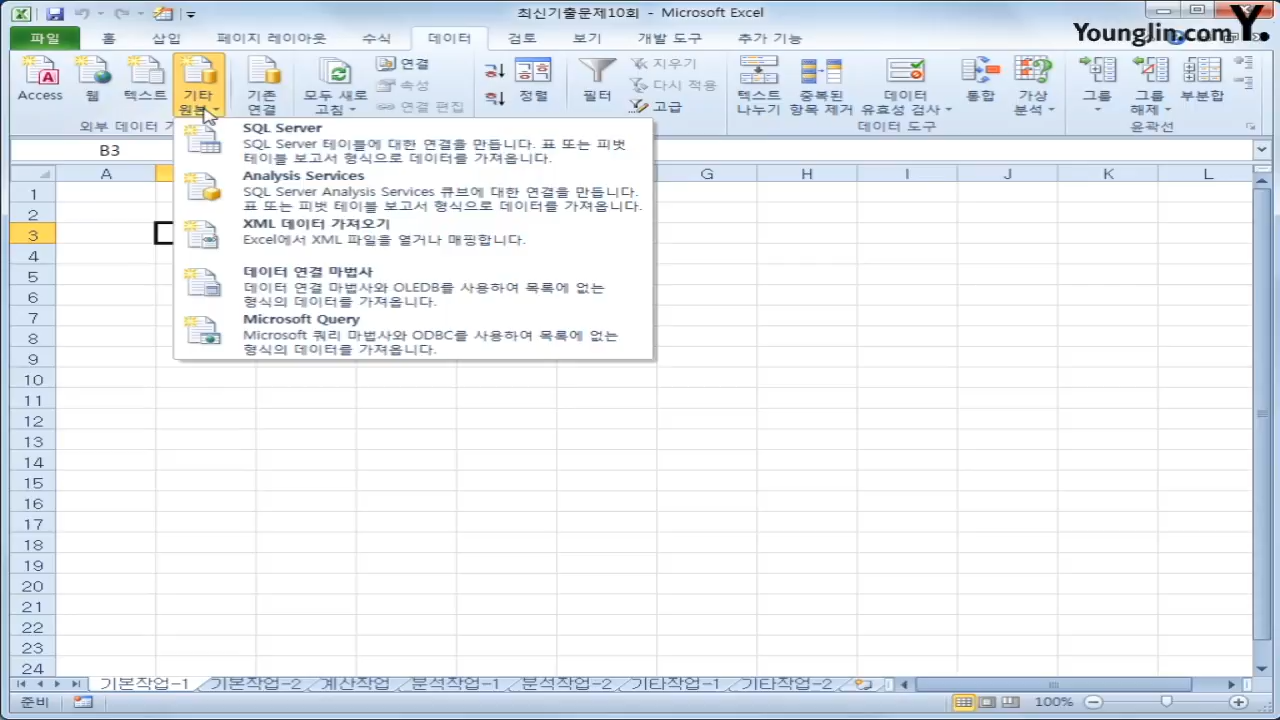 최신기출문제10회 - Microsoft Excel
YoungJin.com Y.
파일 홈 삽입 페이지 레이아웃 수식 데이터 검토 보기 개발 도구 추가 기능
Access 웹 텍스트 기타 원본 기존 연결 모두 새로 고침 연결 속성 연결 편집 정렬 필터 지우기 다시 적용 고급 텍스트 나누기 중복된 항목 제거 데이터 유효성 검사 통합 가상 분석 그룹 그룹 해제 부분합
외부 데이터 가 데이터 도구 윤곽선
B3
SQL Server
SQL Server 테이블에 대한 연결을 만듭니다. 표 또는 피벗
테이블 보고서 형식으로 데이터를 가져옵니다.
Analysis Services
SQL Server Analysis Services 큐브에 대한 연결을 만듭니다.
표 또는 피벗 테이블 보고서 형식으로 데이터를 가져옵니다.
XML 데이터 가져오기
Excel에서 XML 파일을 열거나 매핑합니다.
데이터 연결 마법사
데이터 연결 마법사와 OLEDB를 사용하여 목록에 없는
형식의 데이터를 가져옵니다.
Microsoft Query
Microsoft 쿼리 마법사와 ODBC를 사용하여 목록에 없는
형식의 데이터를 가져옵니다.
A G H I J K L
1
2
3
4
5
6
7
8
9
10
11
12
13
14
15
16
17
18
19
20
21
22
23
24
기본작업-1 기본작업-2 계산작업 분석작업-1 분석작업-2 기타작업-1 기타작업-2
준비 100%